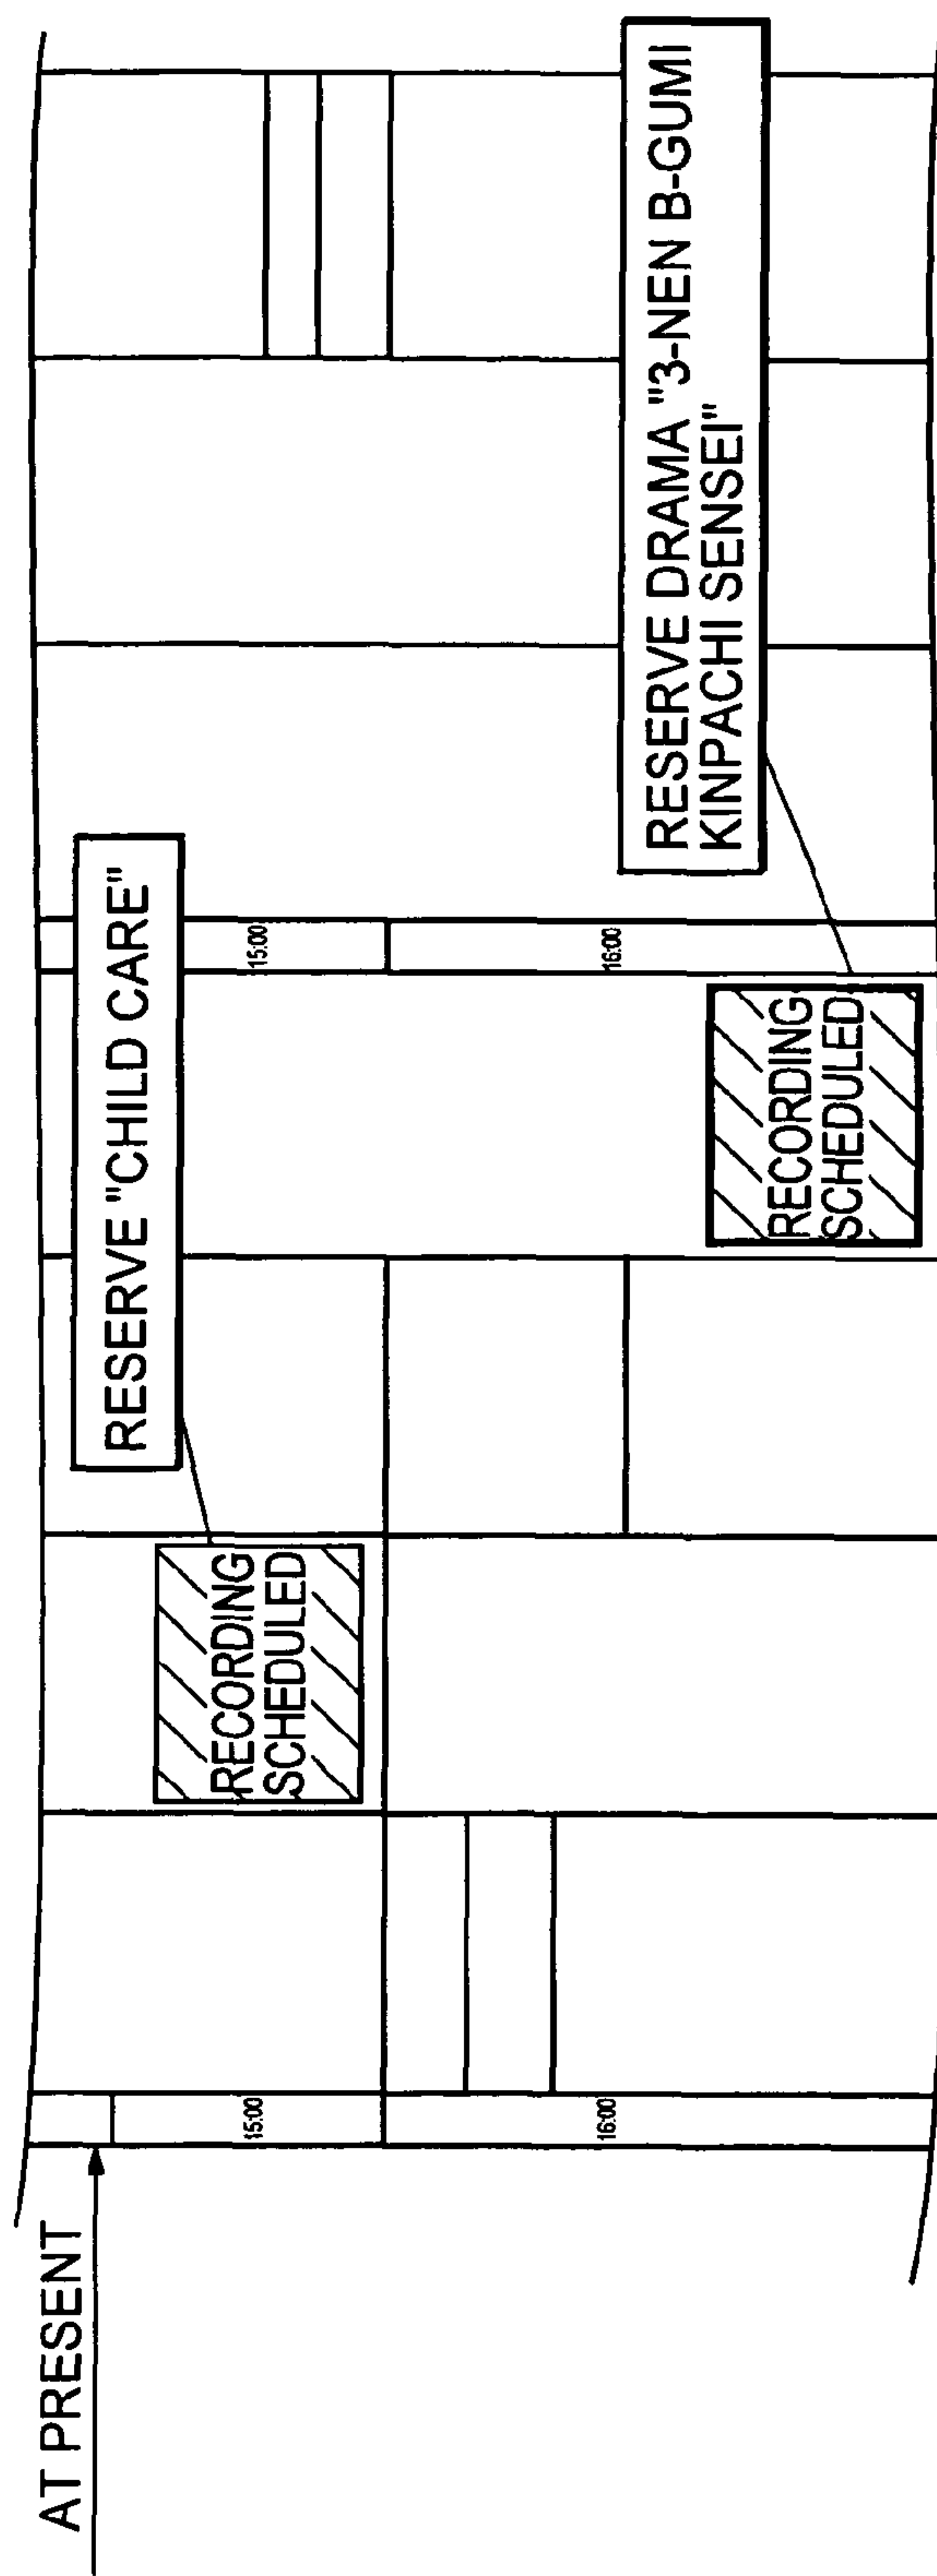 AT PRESENT
RESERVE "CHILD CARE"
RECORDING
SCHEDULED
15:00
15:00
16:00
16:00
RESERVE DRAMA "3-NEN B-GUMI
KINPACHI SENSEI"
RECORDING
SCHEDULED